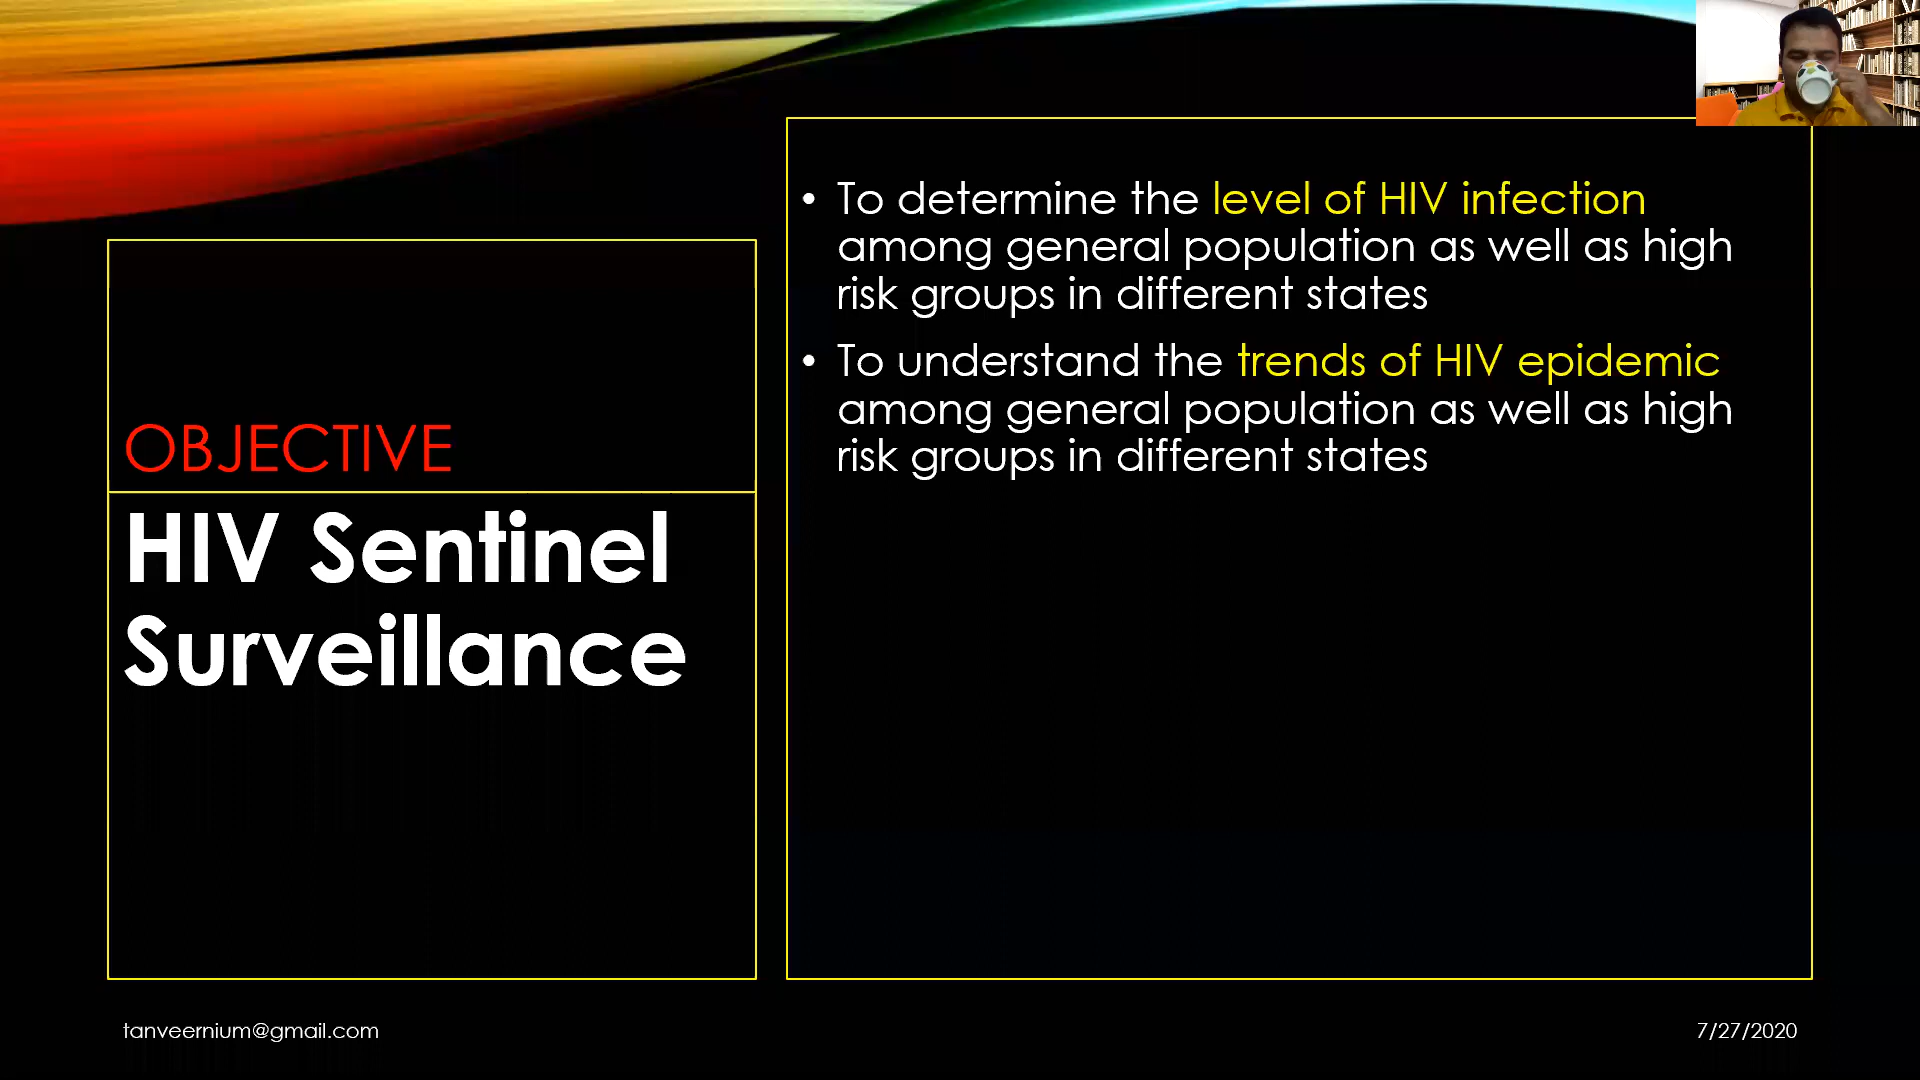 OBJECTIVE
HIV Sentinel
Surveillance
• To determine the level of HIV infection
among general population as well as high
risk groups in different states
• To understand the trends of HIV epidemic
among general population as well as high
risk groups in different states
tanveernium@gmail.com
7/27/2020